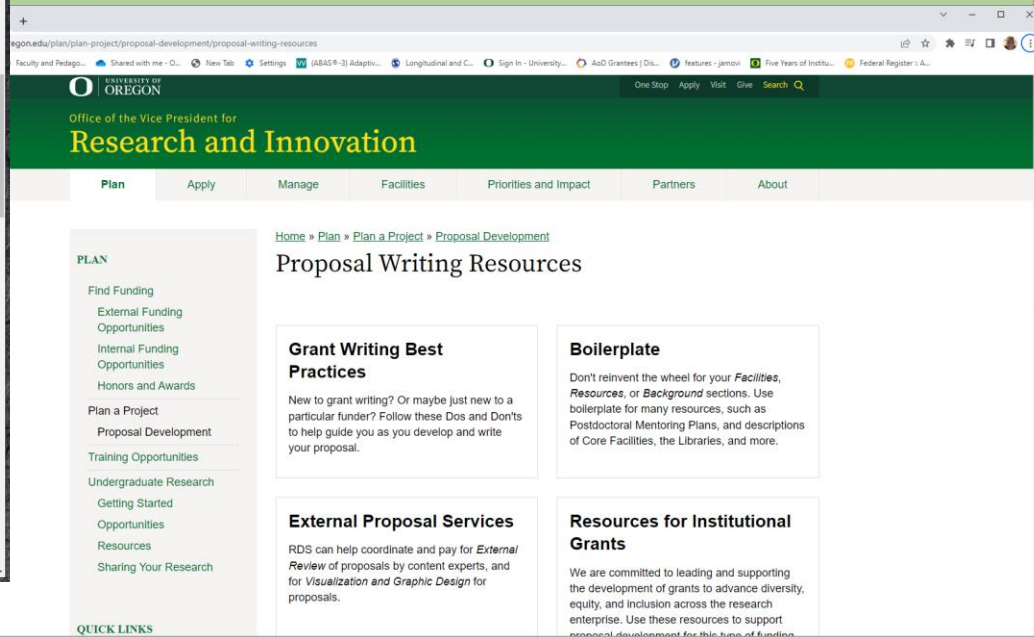 +
egon.edu/plan/plan-project/proposal-development/proposal-writing-resources
Faculty and Pedago... Shared with me - O... New Tab Settings (ABAS®-3) Adaptiv... Longitudinal and C... Sign In - University... AoD Grantees | Dis... features - jamovi Five Years of Institu... Federal Register :: A...
UNIVERSITY OF
OREGON
One Stop Apply Visit Give Search
Office of the Vice President for
Research and Innovation
Plan Apply Manage Facilities Priorities and Impact Partners About
Home » Plan » Plan a Project » Proposal Development
Proposal Writing Resources
PLAN
Find Funding
External Funding
Opportunities
Internal Funding
Opportunities
Honors and Awards
Plan a Project
Proposal Development
Training Opportunities
Undergraduate Research
Getting Started
Opportunities
Resources
Sharing Your Research
QUICK LINKS
Grant Writing Best
Practices
New to grant writing? Or maybe just new to a
particular funder? Follow these Dos and Don'ts
to help guide you as you develop and write
your proposal.
Boilerplate
Don't reinvent the wheel for your Facilities,
Resources, or Background sections. Use
boilerplate for many resources, such as
Postdoctoral Mentoring Plans, and descriptions
of Core Facilities, the Libraries, and more.
External Proposal Services
RDS can help coordinate and pay for External
Review of proposals by content experts, and
for Visualization and Graphic Design for
proposals.
Resources for Institutional
Grants
We are committed to leading and supporting
the development of grants to advance diversity,
equity, and inclusion across the research
enterprise. Use these resources to support
proposal development for this type of funding